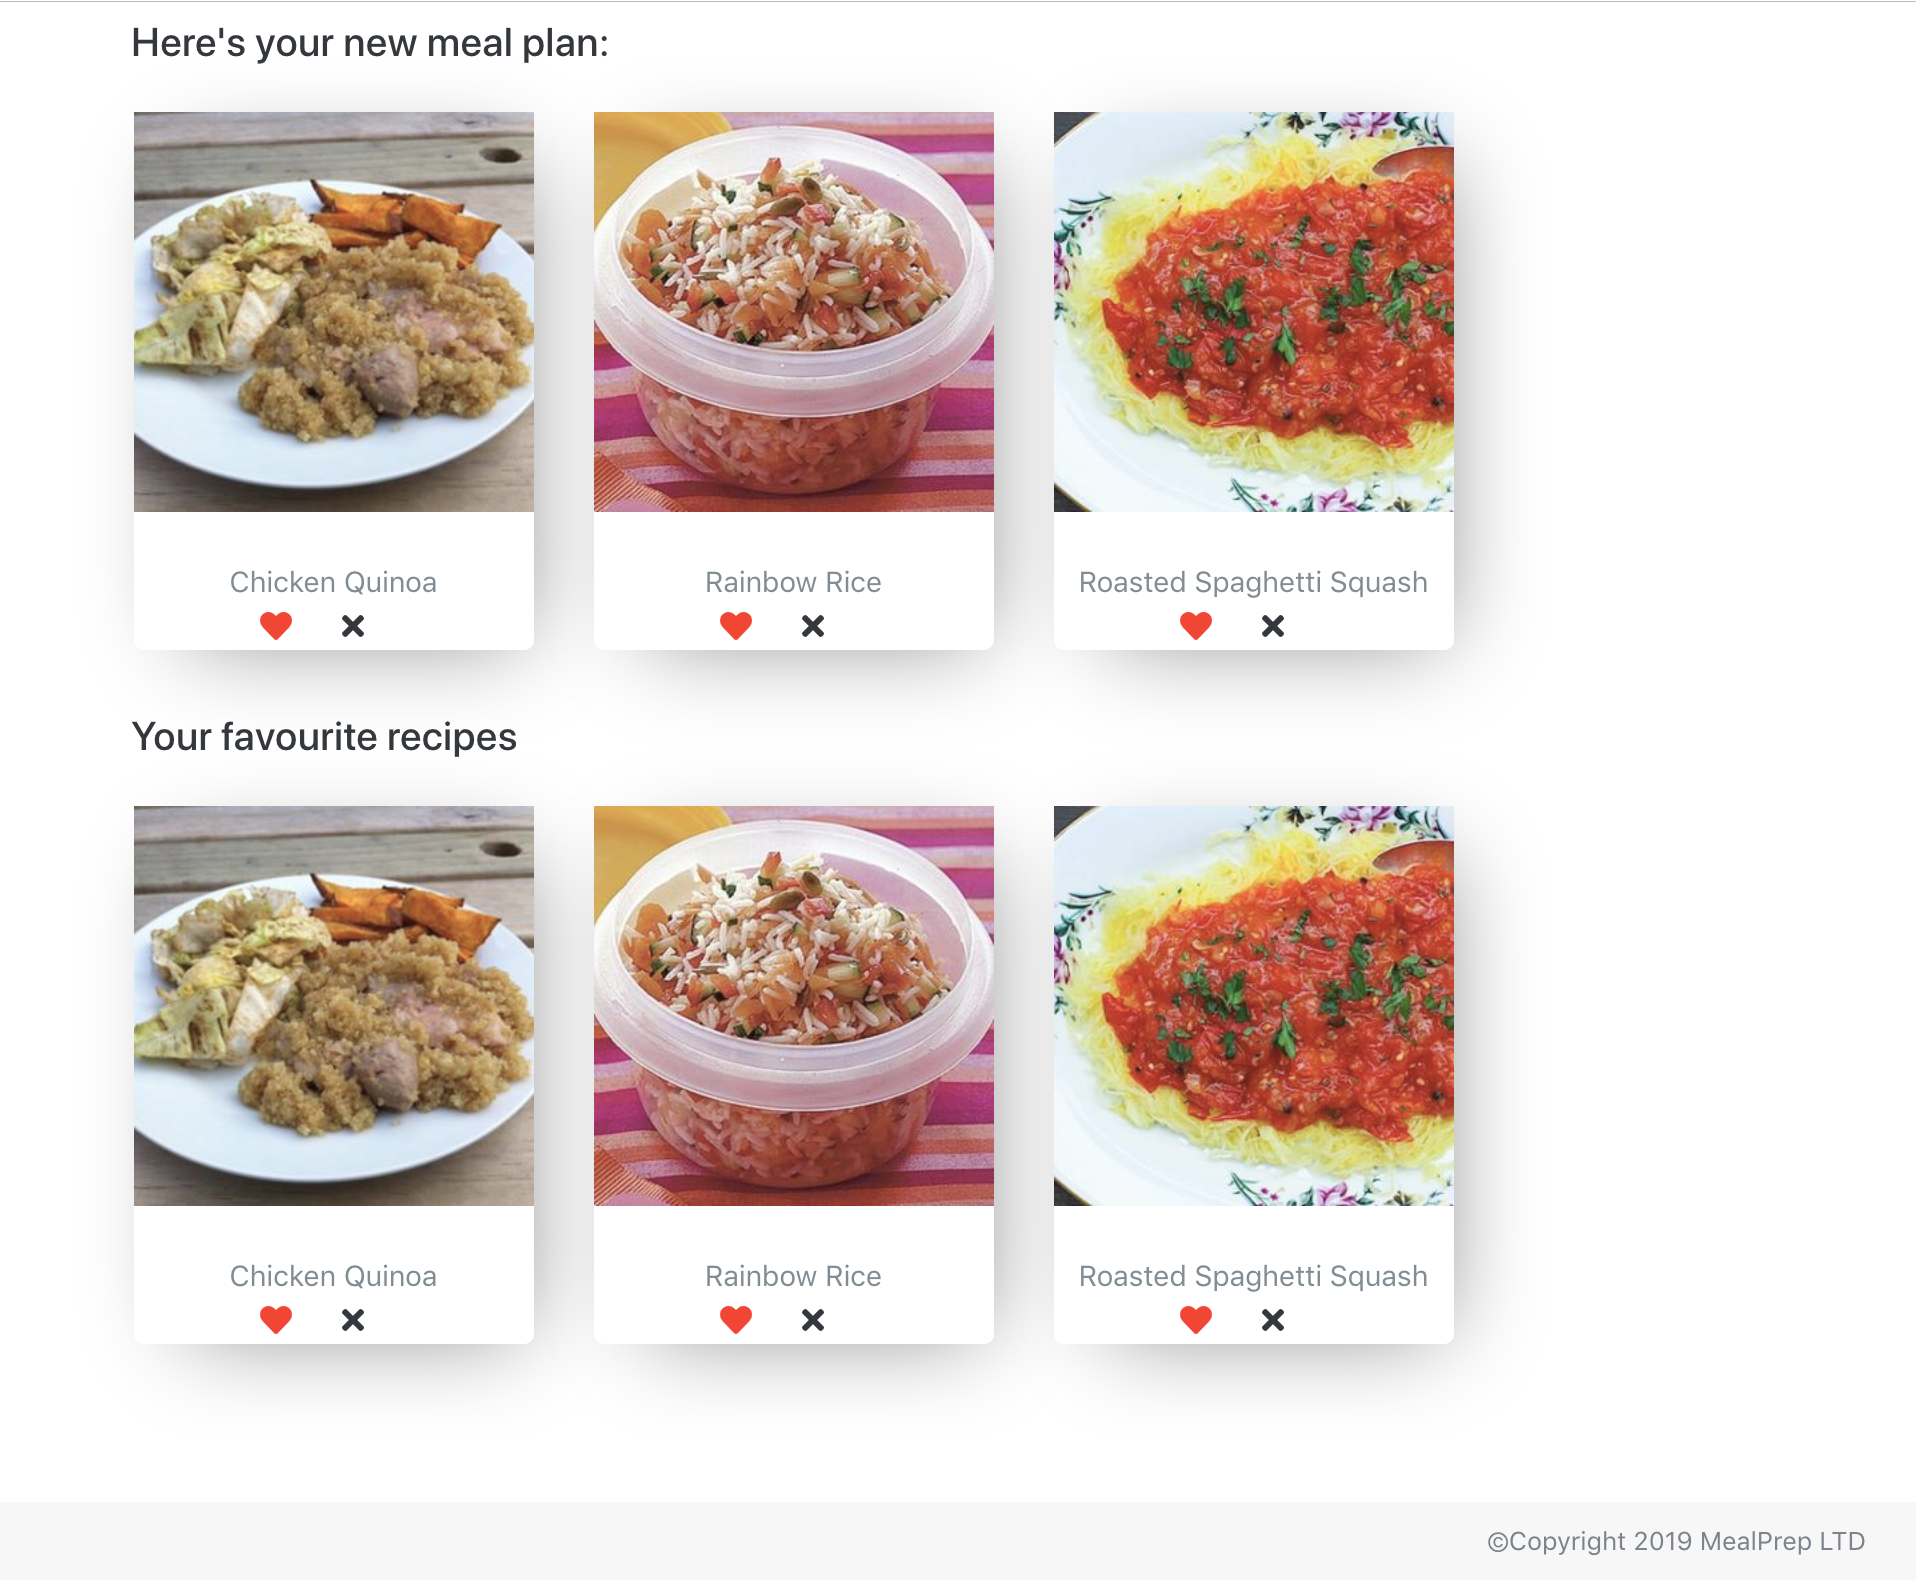 Here's your new meal plan:
Chicken Quinoa
Rainbow Rice
Roasted Spaghetti Squash
Your favourite recipes
Chicken Quinoa
Rainbow Rice
Roasted Spaghetti Squash
©Copyright 2019 MealPrep LTD